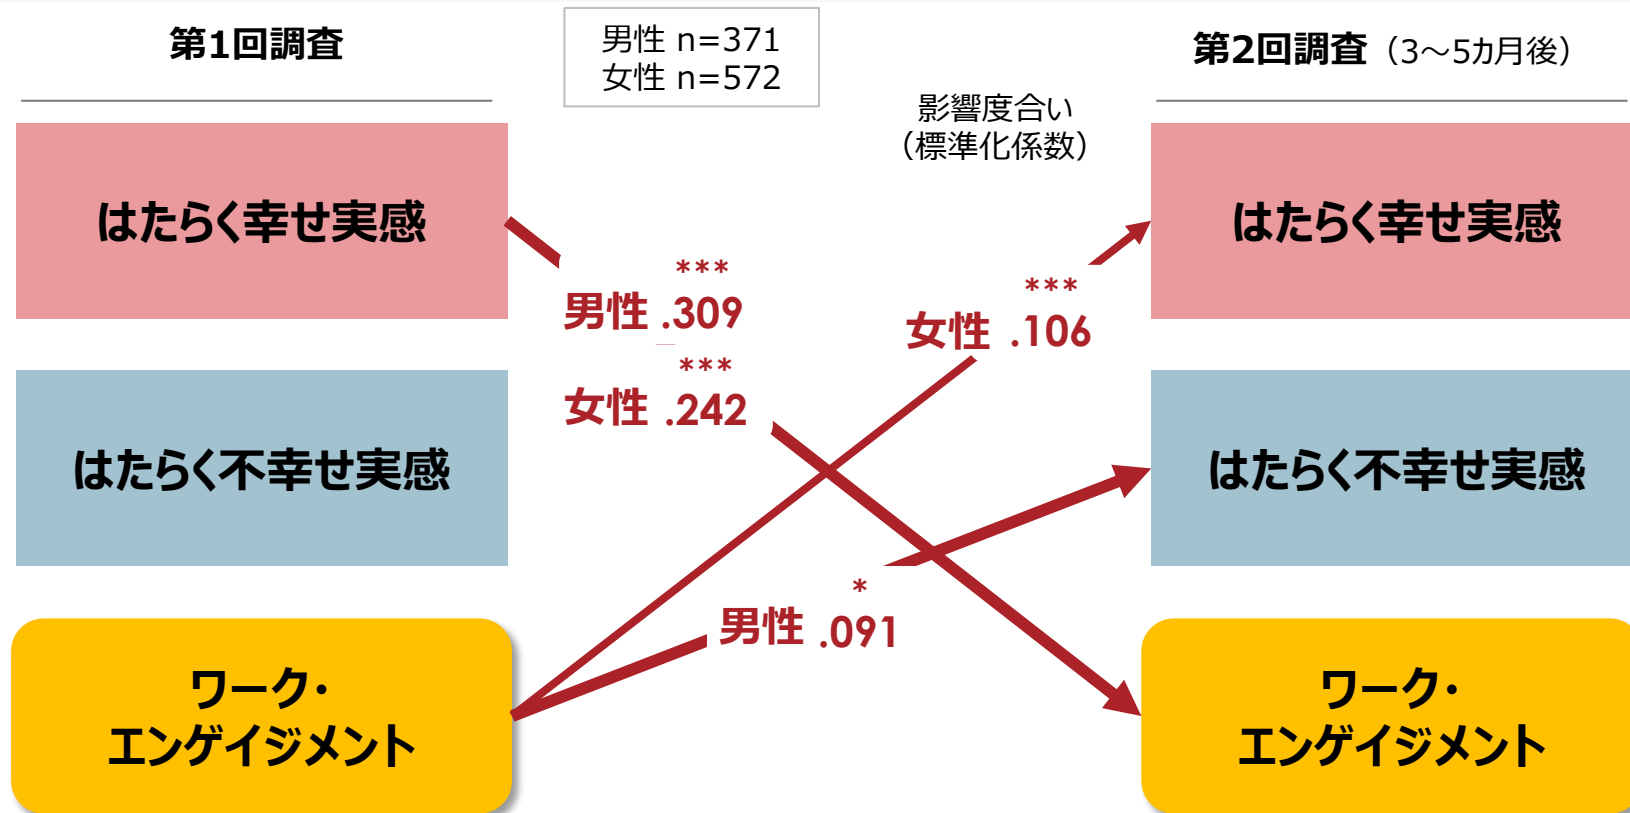 第1回調査
男性 n=371
女性 n=572
第2回調査（3～5カ月後）
影響度合い
（標準化係数）
はたらく幸せ実感
はたらく幸せ実感
***
男性 .309
***
女性 .106
***
女性 .242
はたらく不幸せ実感
はたらく不幸せ実感
*
男性 .091
ワーク・
エンゲイジメント
ワーク・
エンゲイジメント